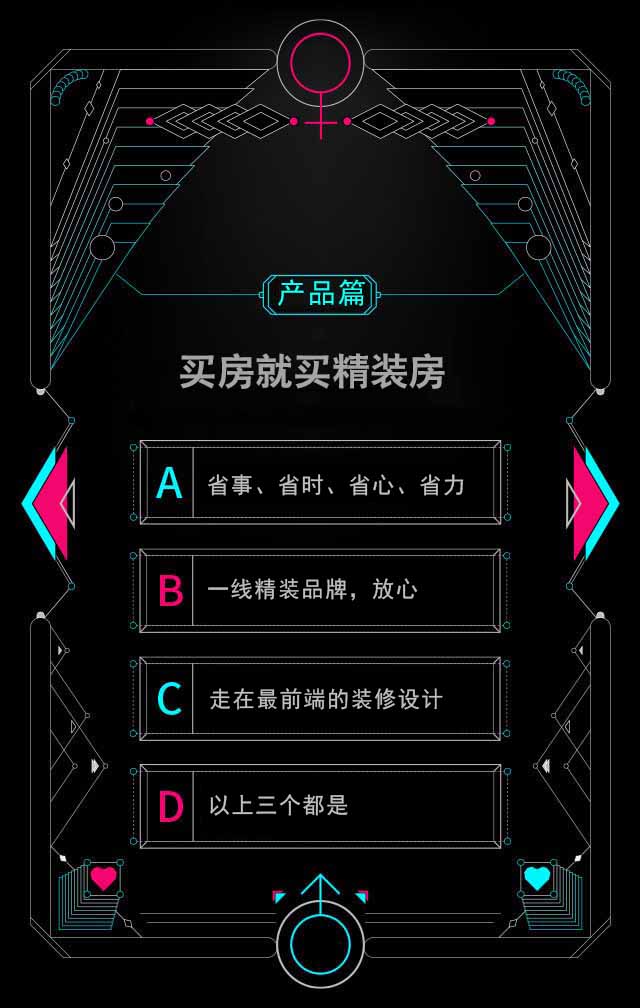 产品篇
买房就买精装房
A 省事、省时、省心、省力
B 一线精装品牌，放心
C 走在最前端的装修设计
D 以上三个都是